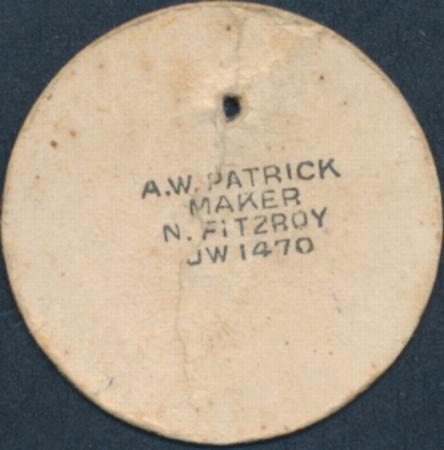 A.W. PATRICK
MAKER
N. FITZROY
JW 1470